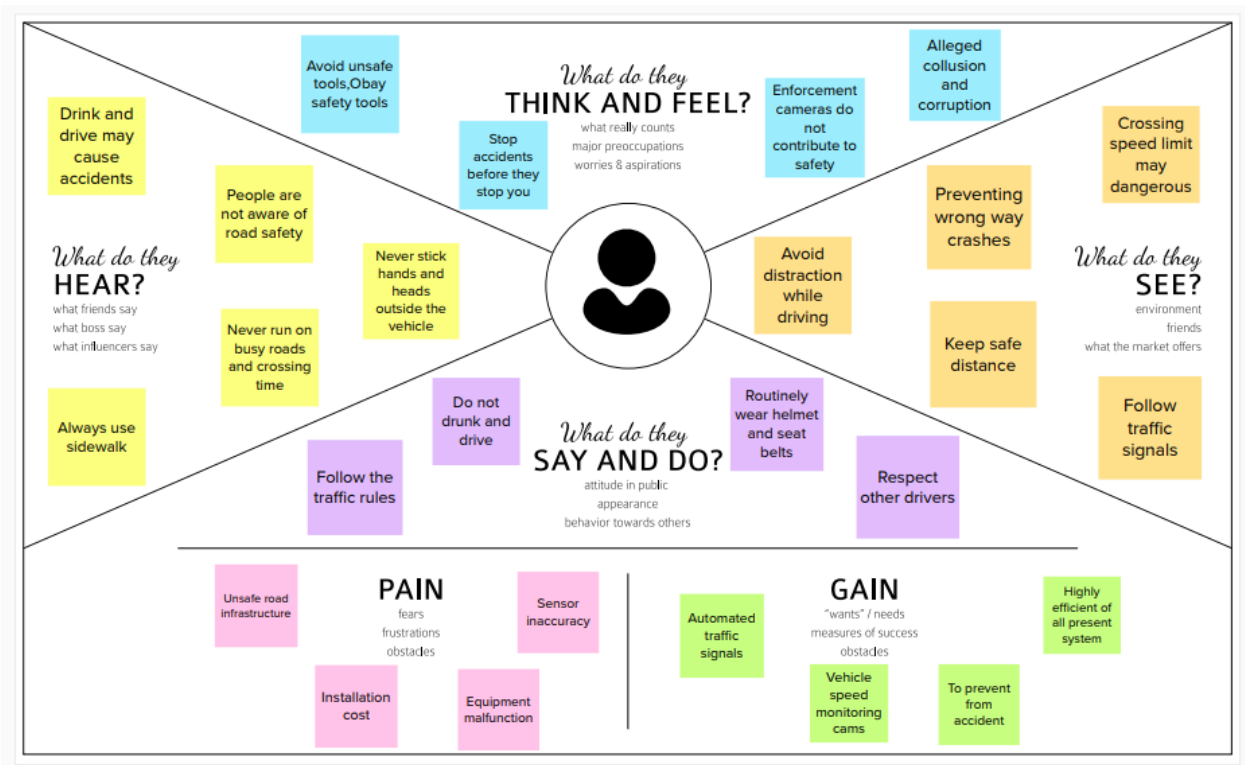 What do they
THINK AND FEEL?
what really counts
major preoccupations
worries & aspirations
Avoid unsafe
tools,Obay
safety tools
Stop
accidents
before they
stop you
Enforcement
cameras do
not
contribute to
safety
Alleged
collusion
and
corruption
What do they
HEAR?
what friends say
what boss say
what influencers say
Drink and
drive may
cause
accidents
People are
not aware of
road safety
Never stick
hands and
heads
outside the
vehicle
Never run on
busy roads
and crossing
time
Always use
sidewalk
What do they
SEE?
environment
friends
what the market offers
Crossing
speed limit
may
dangerous
Preventing
wrong way
crashes
Avoid
distraction
while
driving
Keep safe
distance
Follow
traffic
signals
What do they
SAY AND DO?
attitude in public
appearance
behavior towards others
Do not
drunk and
drive
Follow the
traffic rules
Routinely
wear helmet
and seat
belts
Respect
other drivers
PAIN
fears
frustrations
obstacles
Unsafe road
infrastructure
Sensor
inaccuracy
Installation
cost
Equipment
malfunction
GAIN
"wants" / needs
measures of success
obstacles
Automated
traffic
signals
Vehicle
speed
monitoring
cams
To prevent
from
accident
Highly
efficient of
all present
system